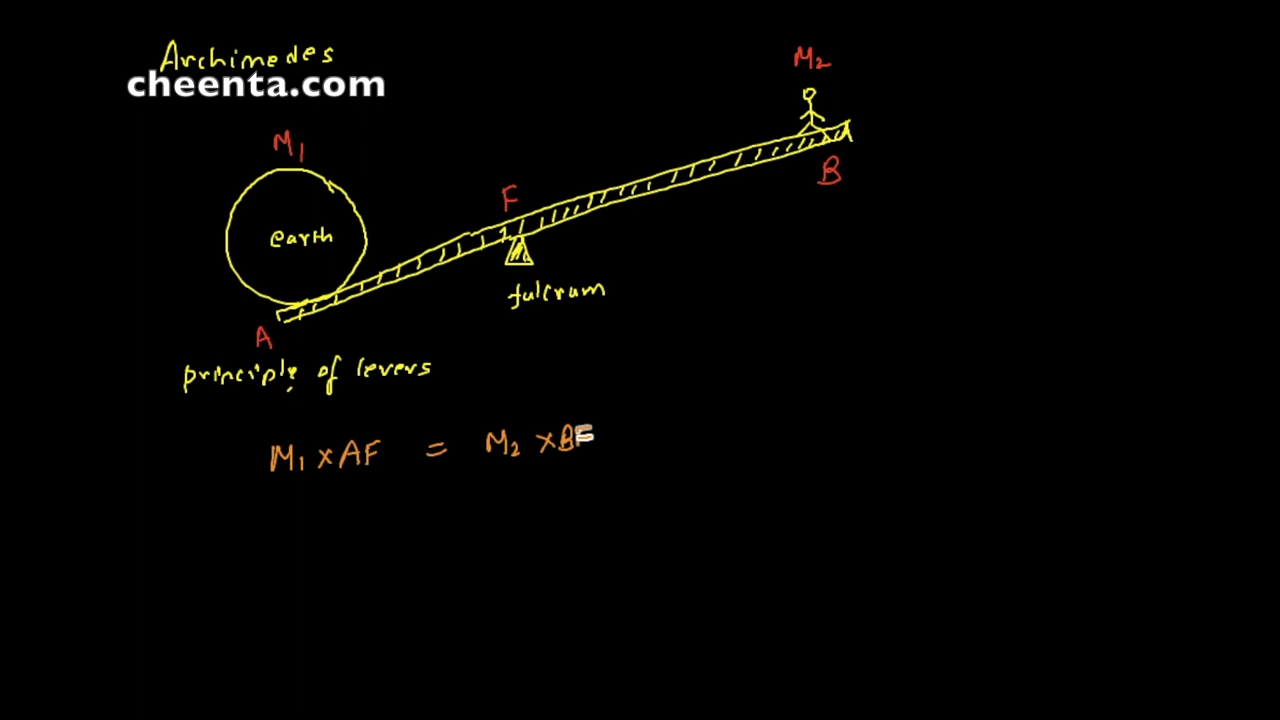 Archimedes
cheenta.com
M2
M1
F
B
earth
fulcrum
A
principle of levers
M1 × AF = M2 × BF